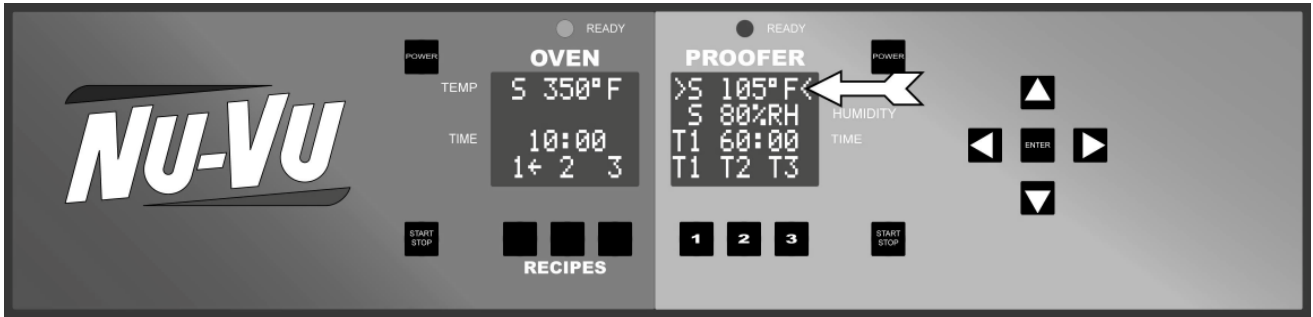 NU-VU
POWER
READY
OVEN
TEMP
S 350°F
TIME
10:00
1← 2 3
START
STOP
RECIPES
READY
PROOFER
POWER
>S 105°F<
S 80%RH
HUMIDITY
T1 60:00
TIME
T1 T2 T3
1 2 3
START
STOP
ENTER